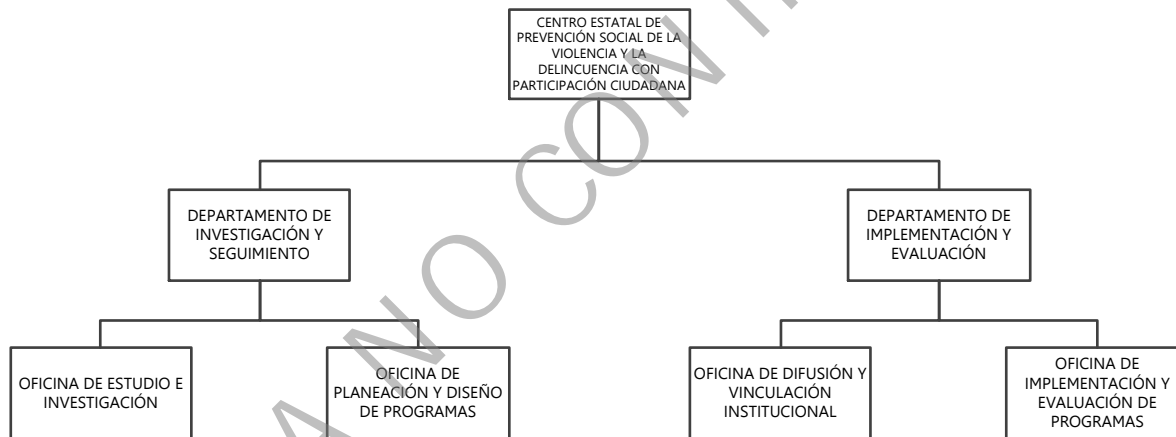 CENTRO ESTATAL DE
PREVENCIÓN SOCIAL DE LA
VIOLENCIA Y LA
DELINCUENCIA CON
PARTICIPACIÓN CIUDADANA
DEPARTAMENTO DE
INVESTIGACIÓN Y
SEGUIMIENTO
DEPARTAMENTO DE
IMPLEMENTACIÓN Y
EVALUACIÓN
OFICINA DE ESTUDIO E
INVESTIGACIÓN
OFICINA DE
PLANEACIÓN Y DISEÑO
DE PROGRAMAS
OFICINA DE DIFUSIÓN Y
VINCULACIÓN
INSTITUCIONAL
OFICINA DE
IMPLEMENTACIÓN Y
EVALUACIÓN DE
PROGRAMAS
NO